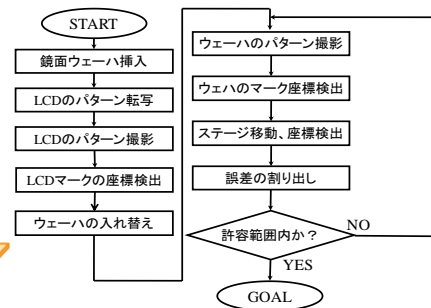 START
鏡面ウェーハ挿入
LCDのパターン転写
LCDのパターン撮影
LCDマークの座標検出
ウェーハの入れ替え
ウェーハのパターン撮影
ウェハのマーク座標検出
ステージ移動、座標検出
誤差の割り出し
許容範囲内か？
NO
YES
GOAL